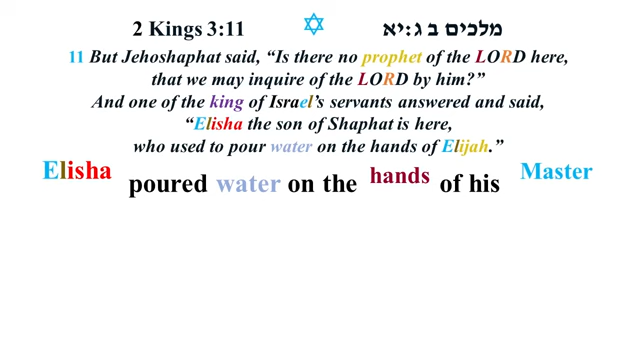 2 Kings 3:11 ✡ מלכים ב ג:יא
11 But Jehoshaphat said, “Is there no prophet of the LORD here,
that we may inquire of the LORD by him?”
And one of the king of Israel’s servants answered and said,
“Elisha the son of Shaphat is here,
who used to pour water on the hands of Elijah.”
Elisha poured water on the hands of his Master